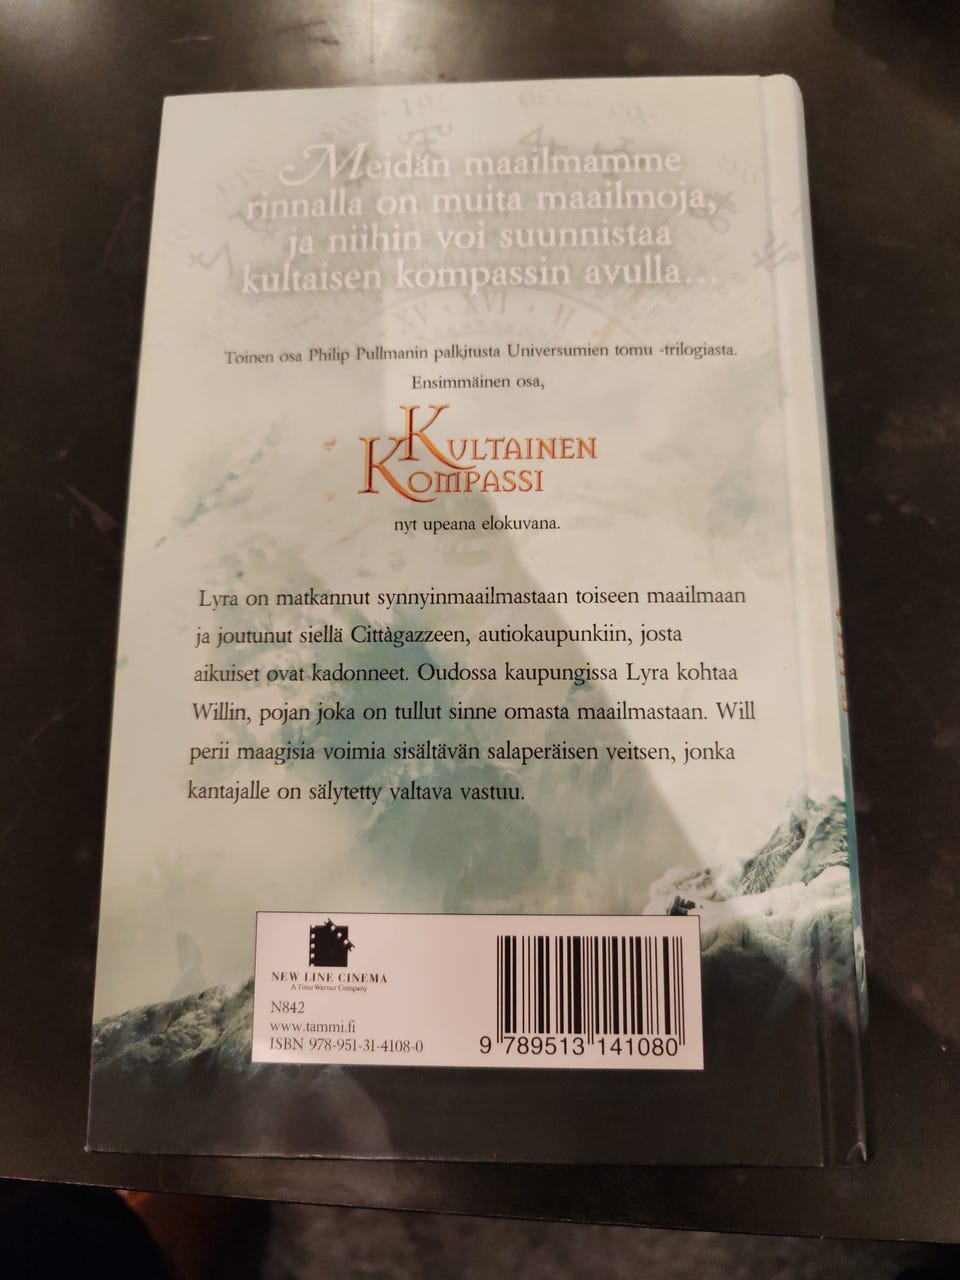 Meidän maailmamme
rinnalla on muita maailmoja,
ja niihin voi suunnistaa
kultaisen kompassin avulla...
XV · XVI · II
Toinen osa Philip Pullmanin palkitusta Universumien tomu -trilogiasta.
Ensimmäinen osa,
KULTAINEN
KOMPASSI
nyt upeana elokuvana.
Lyra on matkannut synnyinmaailmastaan toiseen maailmaan
ja joutunut siellä Cittàgazzeen, autiokaupunkiin, josta
aikuiset ovat kadonneet. Oudossa kaupungissa Lyra kohtaa
Willin, pojan joka on tullut sinne omasta maailmastaan. Will
perii maagisia voimia sisältävän salaperäisen veitsen, jonka
kantajalle on sälytetty valtava vastuu.
NEW LINE CINEMA
A Time Warner Company
N842
www.tammi.fi
ISBN 978-951-31-4108-0
9 789513 141080